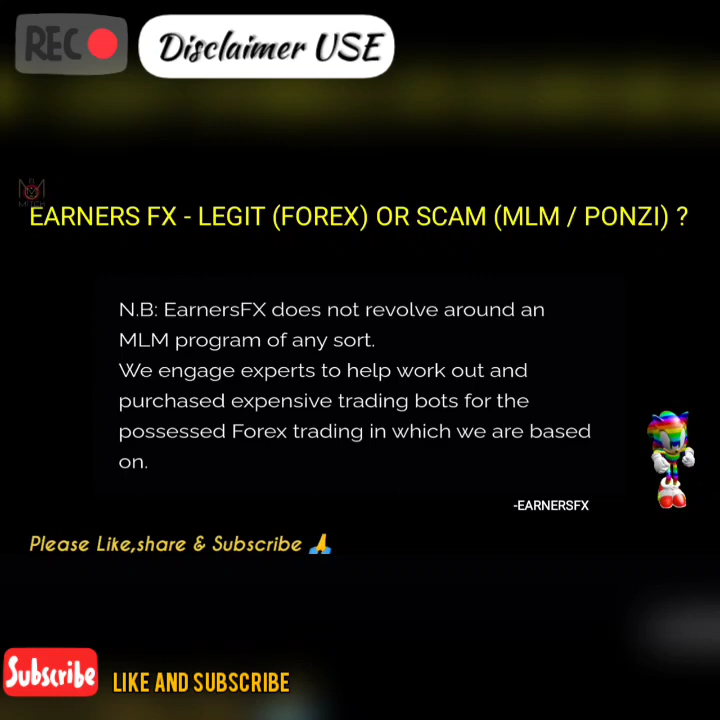 REC
Disclaimer USE
EARNERS FX - LEGIT (FOREX) OR SCAM (MLM / PONZI) ?
N.B: EarnersFX does not revolve around an
MLM program of any sort.
We engage experts to help work out and
purchased expensive trading bots for the
possessed Forex trading in which we are based
on.
-EARNERSFX
Please Like,share & Subscribe 🙏
Subscribe
LIKE AND SUBSCRIBE